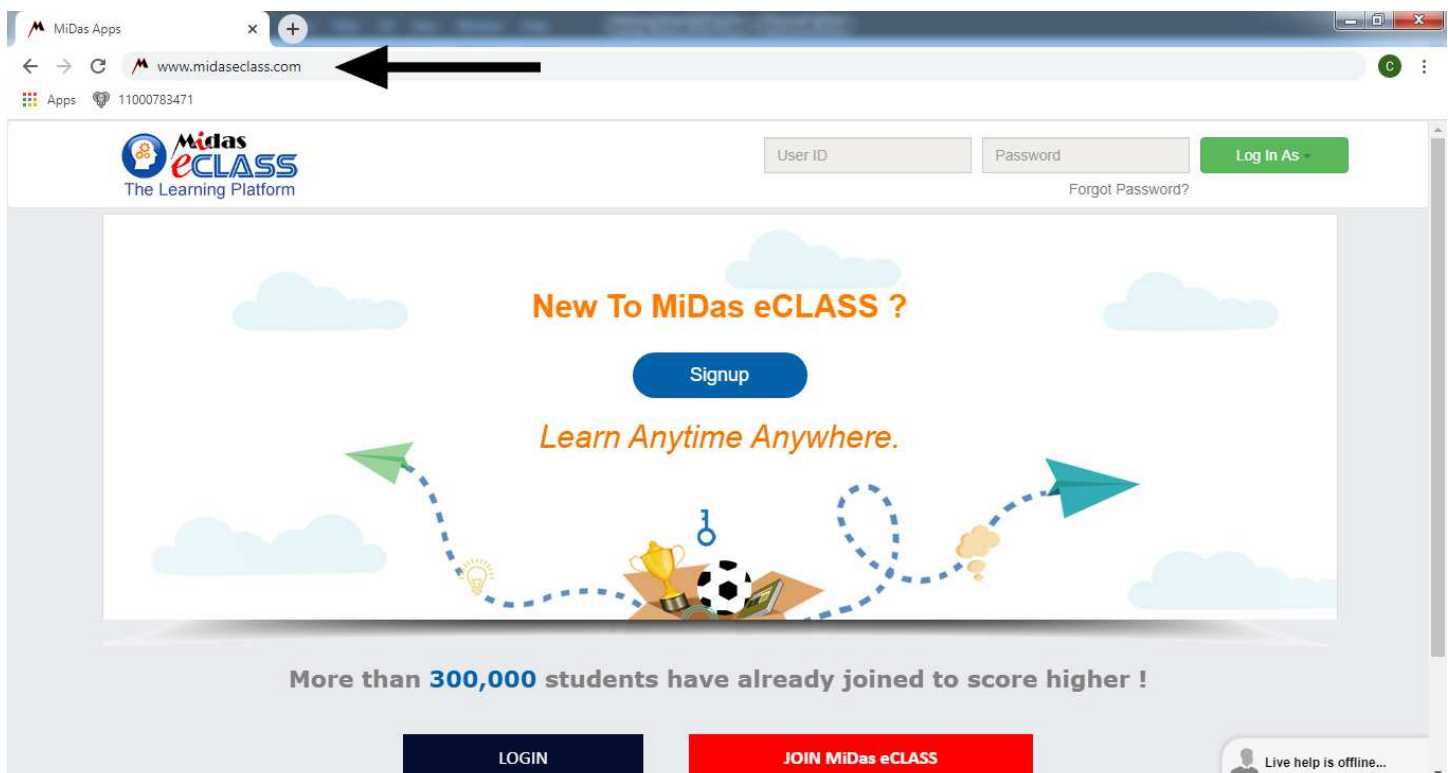 MiDas Apps
www.midaseclass.com
C
Apps 11000783471
Midas
eCLASS
The Learning Platform
User ID
Password
Log In As
Forgot Password?
New To MiDas eCLASS ?
Signup
Learn Anytime Anywhere.
More than 300,000 students have already joined to score higher !
LOGIN
JOIN MiDas eCLASS
Live help is offline...